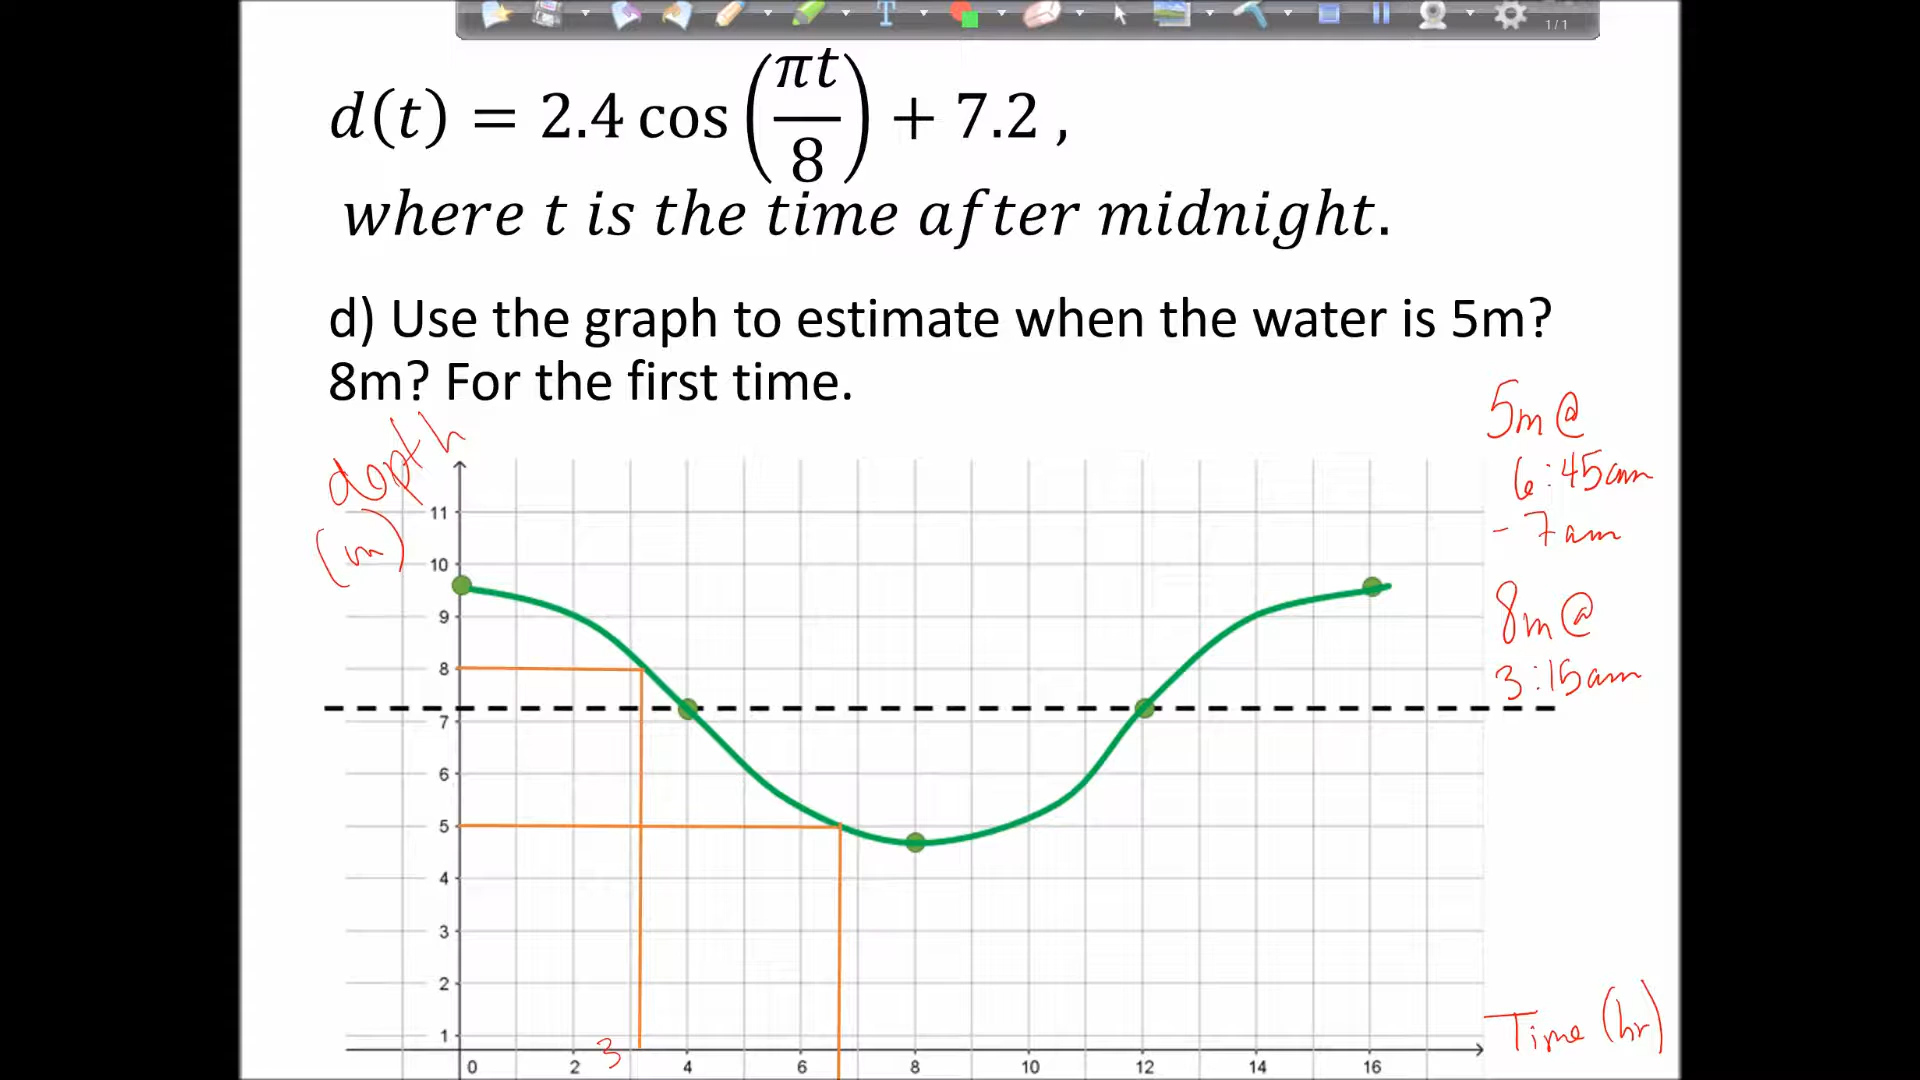 1/1
d(t) = 2.4 cos(πt/8) + 7.2 ,
where t is the time after midnight.
d) Use the graph to estimate when the water is 5m?
8m? For the first time.
depth
(m)
5m @
6:45am
- 7am
8m @
3:15am
11
10
9
8
7
6
5
4
3
2
1
3
0 2 4 6 8 10 12 14 16
Time (hr)